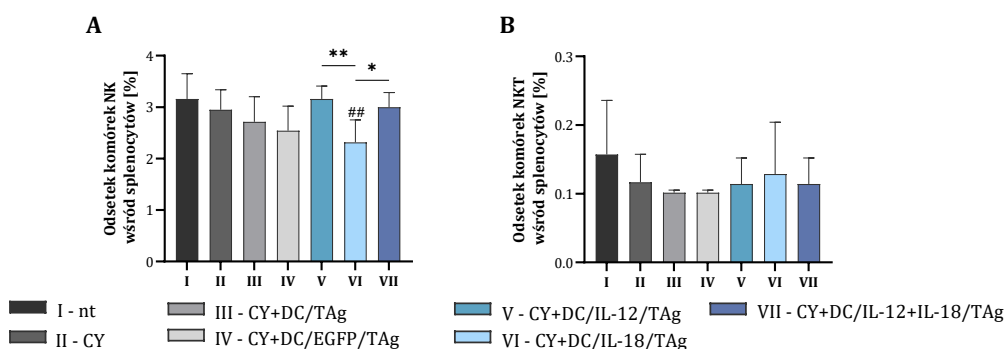 A
Odsetek komórek NK
wśród splenocytów [%]
4
3
2
1
0
** 
*
##
I II III IV V VI VII
B
Odsetek komórek NKT
wśród splenocytów [%]
0.3
0.2
0.1
0.0
I II III IV V VI VII
I - nt
II - CY
III - CY+DC/TAg
IV - CY+DC/EGFP/TAg
V - CY+DC/IL-12/TAg
VI - CY+DC/IL-18/TAg
VII - CY+DC/IL-12+IL-18/TAg